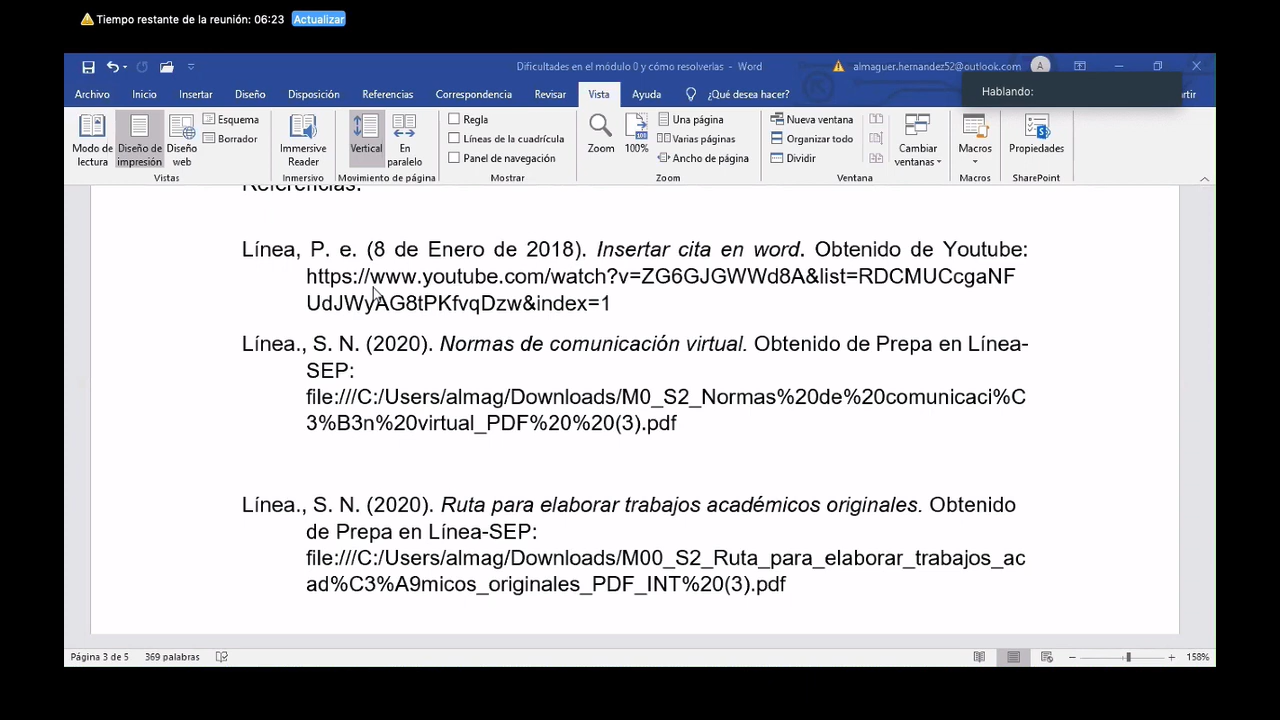 Tiempo restante de la reunión: 06:23 Actualizar
Dificultades en el módulo 0 y cómo resolverlas - Word
almaguer.hernandez52@outlook.com A
Archivo Inicio Insertar Diseño Disposición Referencias Correspondencia Revisar Vista Ayuda ¿Qué desea hacer?
Hablando:
Modo de lectura
Diseño de impresión
Diseño web
Esquema
Borrador
Vistas
Immersive Reader
Inmersivo
Vertical
En paralelo
Movimiento de página
Regla
Líneas de la cuadrícula
Panel de navegación
Mostrar
Zoom
100%
Una página
Varias páginas
Ancho de página
Zoom
Nueva ventana
Organizar todo
Dividir
Cambiar ventanas
Ventana
Macros
Macros
Propiedades
SharePoint
Referencias:
Línea, P. e. (8 de Enero de 2018). Insertar cita en word. Obtenido de Youtube:
https://www.youtube.com/watch?v=ZG6GJGWWd8A&list=RDCMUCcgaNF
UdJWyAG8tPKfvqDzw&index=1
Línea., S. N. (2020). Normas de comunicación virtual. Obtenido de Prepa en Línea-
SEP:
file:///C:/Users/almag/Downloads/M0_S2_Normas%20de%20comunicaci%C
3%B3n%20virtual_PDF%20%20(3).pdf
Línea., S. N. (2020). Ruta para elaborar trabajos académicos originales. Obtenido
de Prepa en Línea-SEP:
file:///C:/Users/almag/Downloads/M00_S2_Ruta_para_elaborar_trabajos_ac
ad%C3%A9micos_originales_PDF_INT%20(3).pdf
Página 3 de 5 369 palabras
158%